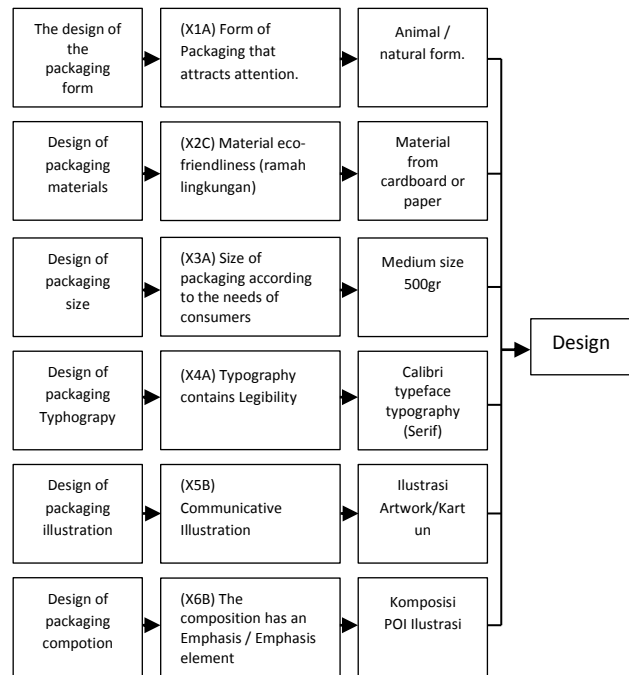 The design of
the
packaging
form
(X1A) Form of
Packaging that
attracts attention.
Animal /
natural form.
Design of
packaging
materials
(X2C) Material eco-
friendliness (ramah
lingkungan)
Material
from
cardboard or
paper
Design of
packaging
size
(X3A) Size of
packaging according
to the needs of
consumers
Medium size
500gr
Design
Design of
packaging
Typhograpy
(X4A) Typography
contains Legibility
Calibri
typeface
typography
(Serif)
Design of
packaging
illustration
(X5B)
Communicative
Illustration
Ilustrasi
Artwork/Kart
un
Design of
packaging
compotion
(X6B) The
composition has an
Emphasis / Emphasis
element
Komposisi
POI Ilustrasi